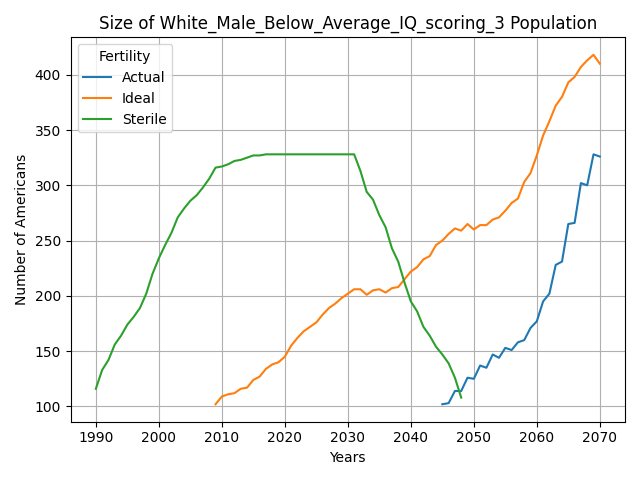 Size of White_Male_Below_Average_IQ_scoring_3 Population
Fertility
Actual
Ideal
Sterile
Number of Americans
400
350
300
250
200
150
100
1990 2000 2010 2020 2030 2040 2050 2060 2070
Years